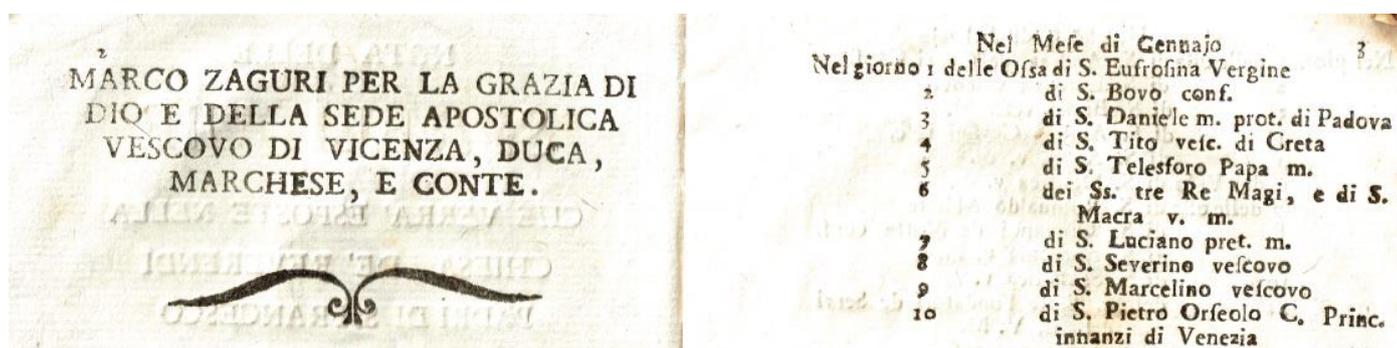 2
MARCO ZAGURI PER LA GRAZIA DI
DIO E DELLA SEDE APOSTOLICA
VESCOVO DI VICENZA, DUCA,
MARCHESE, E CONTE.
Nel Meſe di Gennajo 3
Nel giorno 1 delle Oſſa di S. Eufroſina Vergine
2 di S. Bovo conf.
3 di S. Daniele m. prot. di Padova
4 di S. Tito veſc. di Creta
5 di S. Telesforo Papa m.
6 dei Ss. tre Re Magi, e di S.
Macra v. m.
7 di S. Luciano pret. m.
8 di S. Severino veſcovo
9 di S. Marcelino veſcovo
10 di S. Pietro Orſeolo C. Princ.
innanzi di Venezia